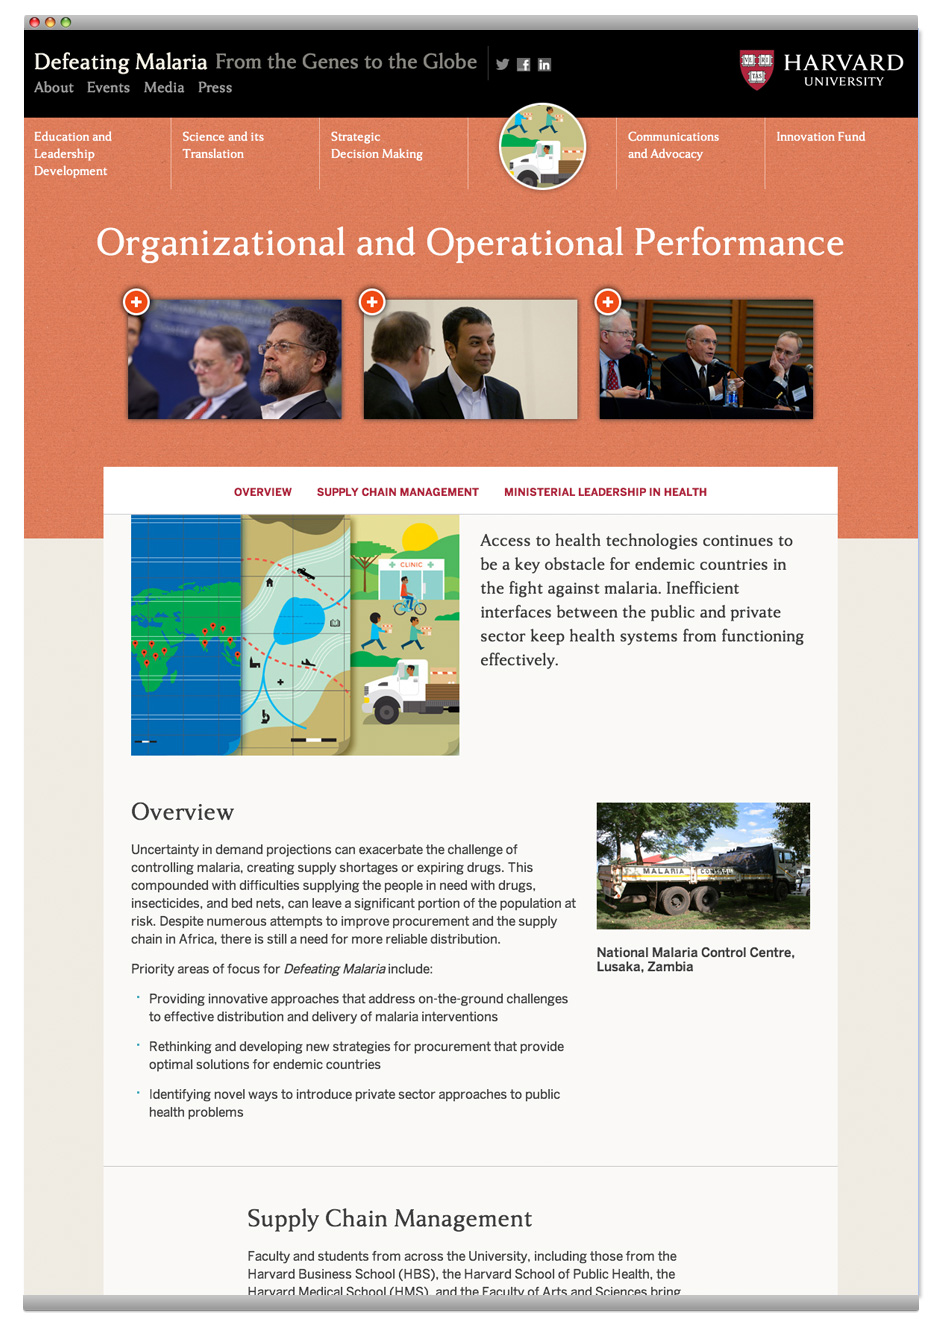 Defeating Malaria From the Genes to the Globe
About Events Media Press
HARVARD
UNIVERSITY
VE RI
TAS
Education and
Leadership
Development
Science and its
Translation
Strategic
Decision Making
Communications
and Advocacy
Innovation Fund
Organizational and Operational Performance
OVERVIEW SUPPLY CHAIN MANAGEMENT MINISTERIAL LEADERSHIP IN HEALTH
CLINIC
Access to health technologies continues to
be a key obstacle for endemic countries in
the fight against malaria. Inefficient
interfaces between the public and private
sector keep health systems from functioning
effectively.
Overview
Uncertainty in demand projections can exacerbate the challenge of
controlling malaria, creating supply shortages or expiring drugs. This
compounded with difficulties supplying the people in need with drugs,
insecticides, and bed nets, can leave a significant portion of the population at
risk. Despite numerous attempts to improve procurement and the supply
chain in Africa, there is still a need for more reliable distribution.
Priority areas of focus for Defeating Malaria include:
· Providing innovative approaches that address on-the-ground challenges
to effective distribution and delivery of malaria interventions
· Rethinking and developing new strategies for procurement that provide
optimal solutions for endemic countries
· Identifying novel ways to introduce private sector approaches to public
health problems
MALARIA CONTROL
National Malaria Control Centre,
Lusaka, Zambia
Supply Chain Management
Faculty and students from across the University, including those from the
Harvard Business School (HBS), the Harvard School of Public Health, the
Harvard Medical School (HMS), and the Faculty of Arts and Sciences bring